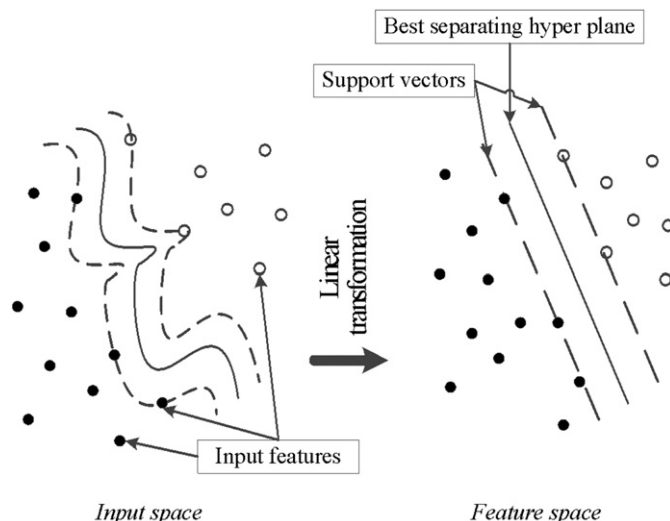 Best separating hyper plane
Support vectors
Linear
transformation
Input features
Input space
Feature space